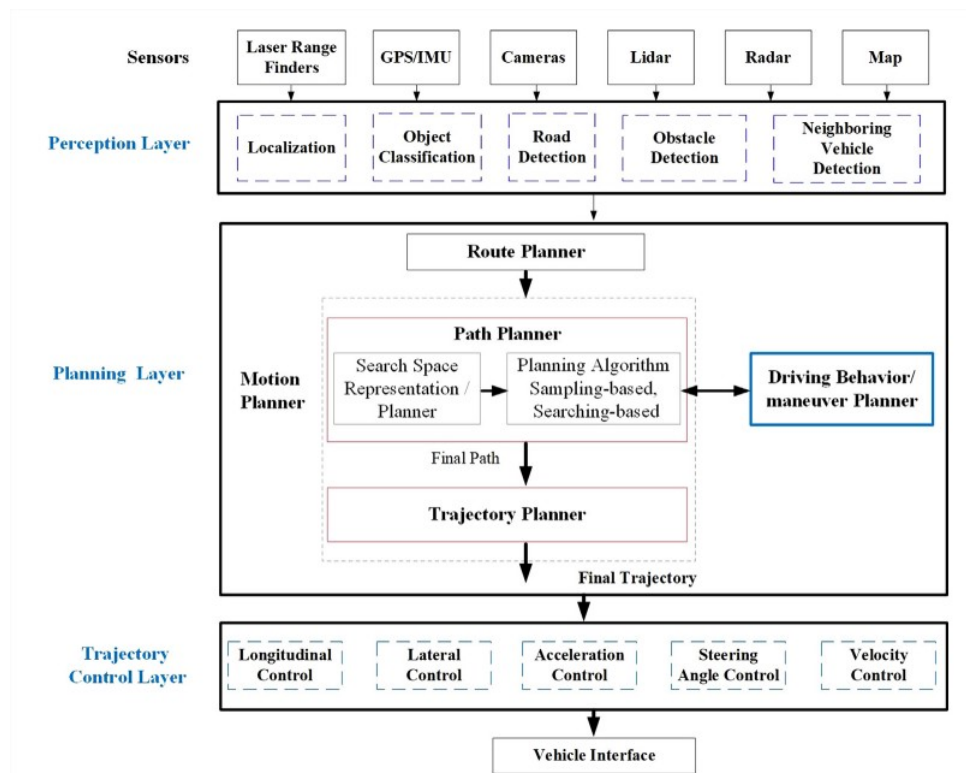 Sensors
Laser Range
Finders
GPS/IMU
Cameras
Lidar
Radar
Map
Perception Layer
Localization
Object
Classification
Road
Detection
Obstacle
Detection
Neighboring
Vehicle
Detection
Route Planner
Planning Layer
Motion
Planner
Path Planner
Search Space
Representation /
Planner
Planning Algorithm
Sampling-based,
Searching-based
Driving Behavior/
maneuver Planner
Final Path
Trajectory Planner
Final Trajectory
Trajectory
Control Layer
Longitudinal
Control
Lateral
Control
Acceleration
Control
Steering
Angle Control
Velocity
Control
Vehicle Interface